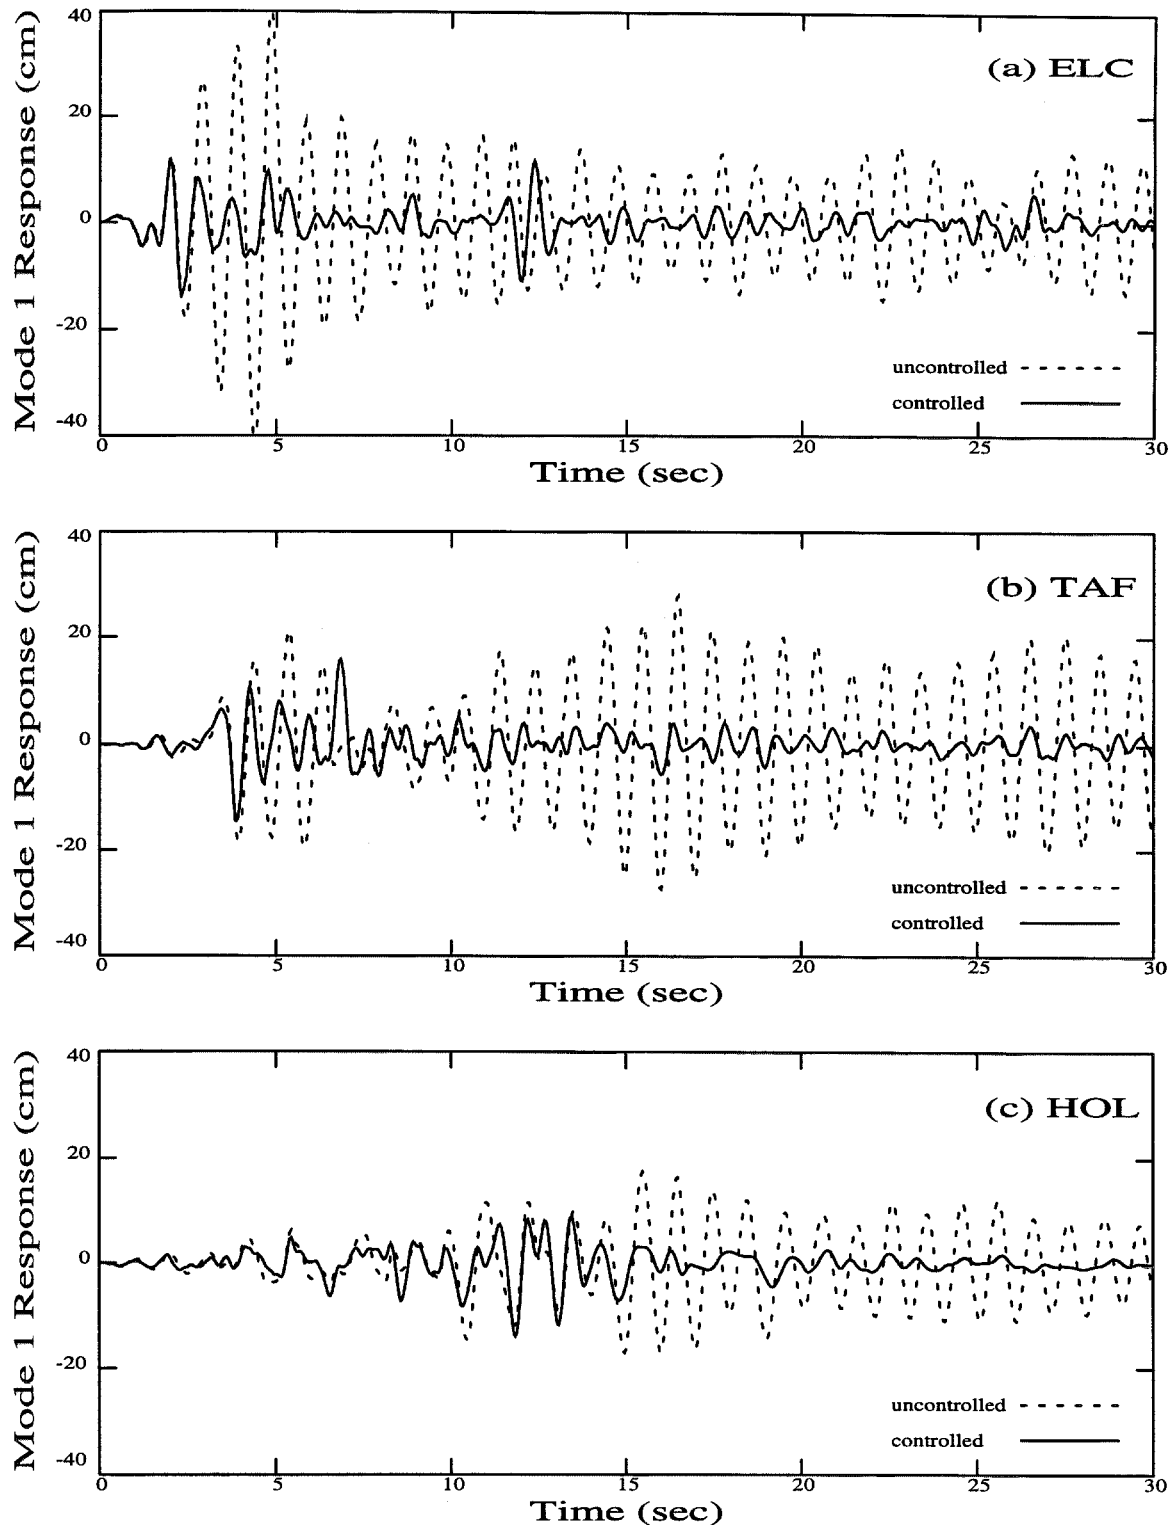 40
(a) ELC
20
0
-20
-40
Mode 1 Response (cm)
uncontrolled
controlled
0 5 10 15 20 25 30
Time (sec)
40
(b) TAF
20
0
-20
-40
Mode 1 Response (cm)
uncontrolled
controlled
0 5 10 15 20 25 30
Time (sec)
40
(c) HOL
20
0
-20
-40
Mode 1 Response (cm)
uncontrolled
controlled
0 5 10 15 20 25 30
Time (sec)